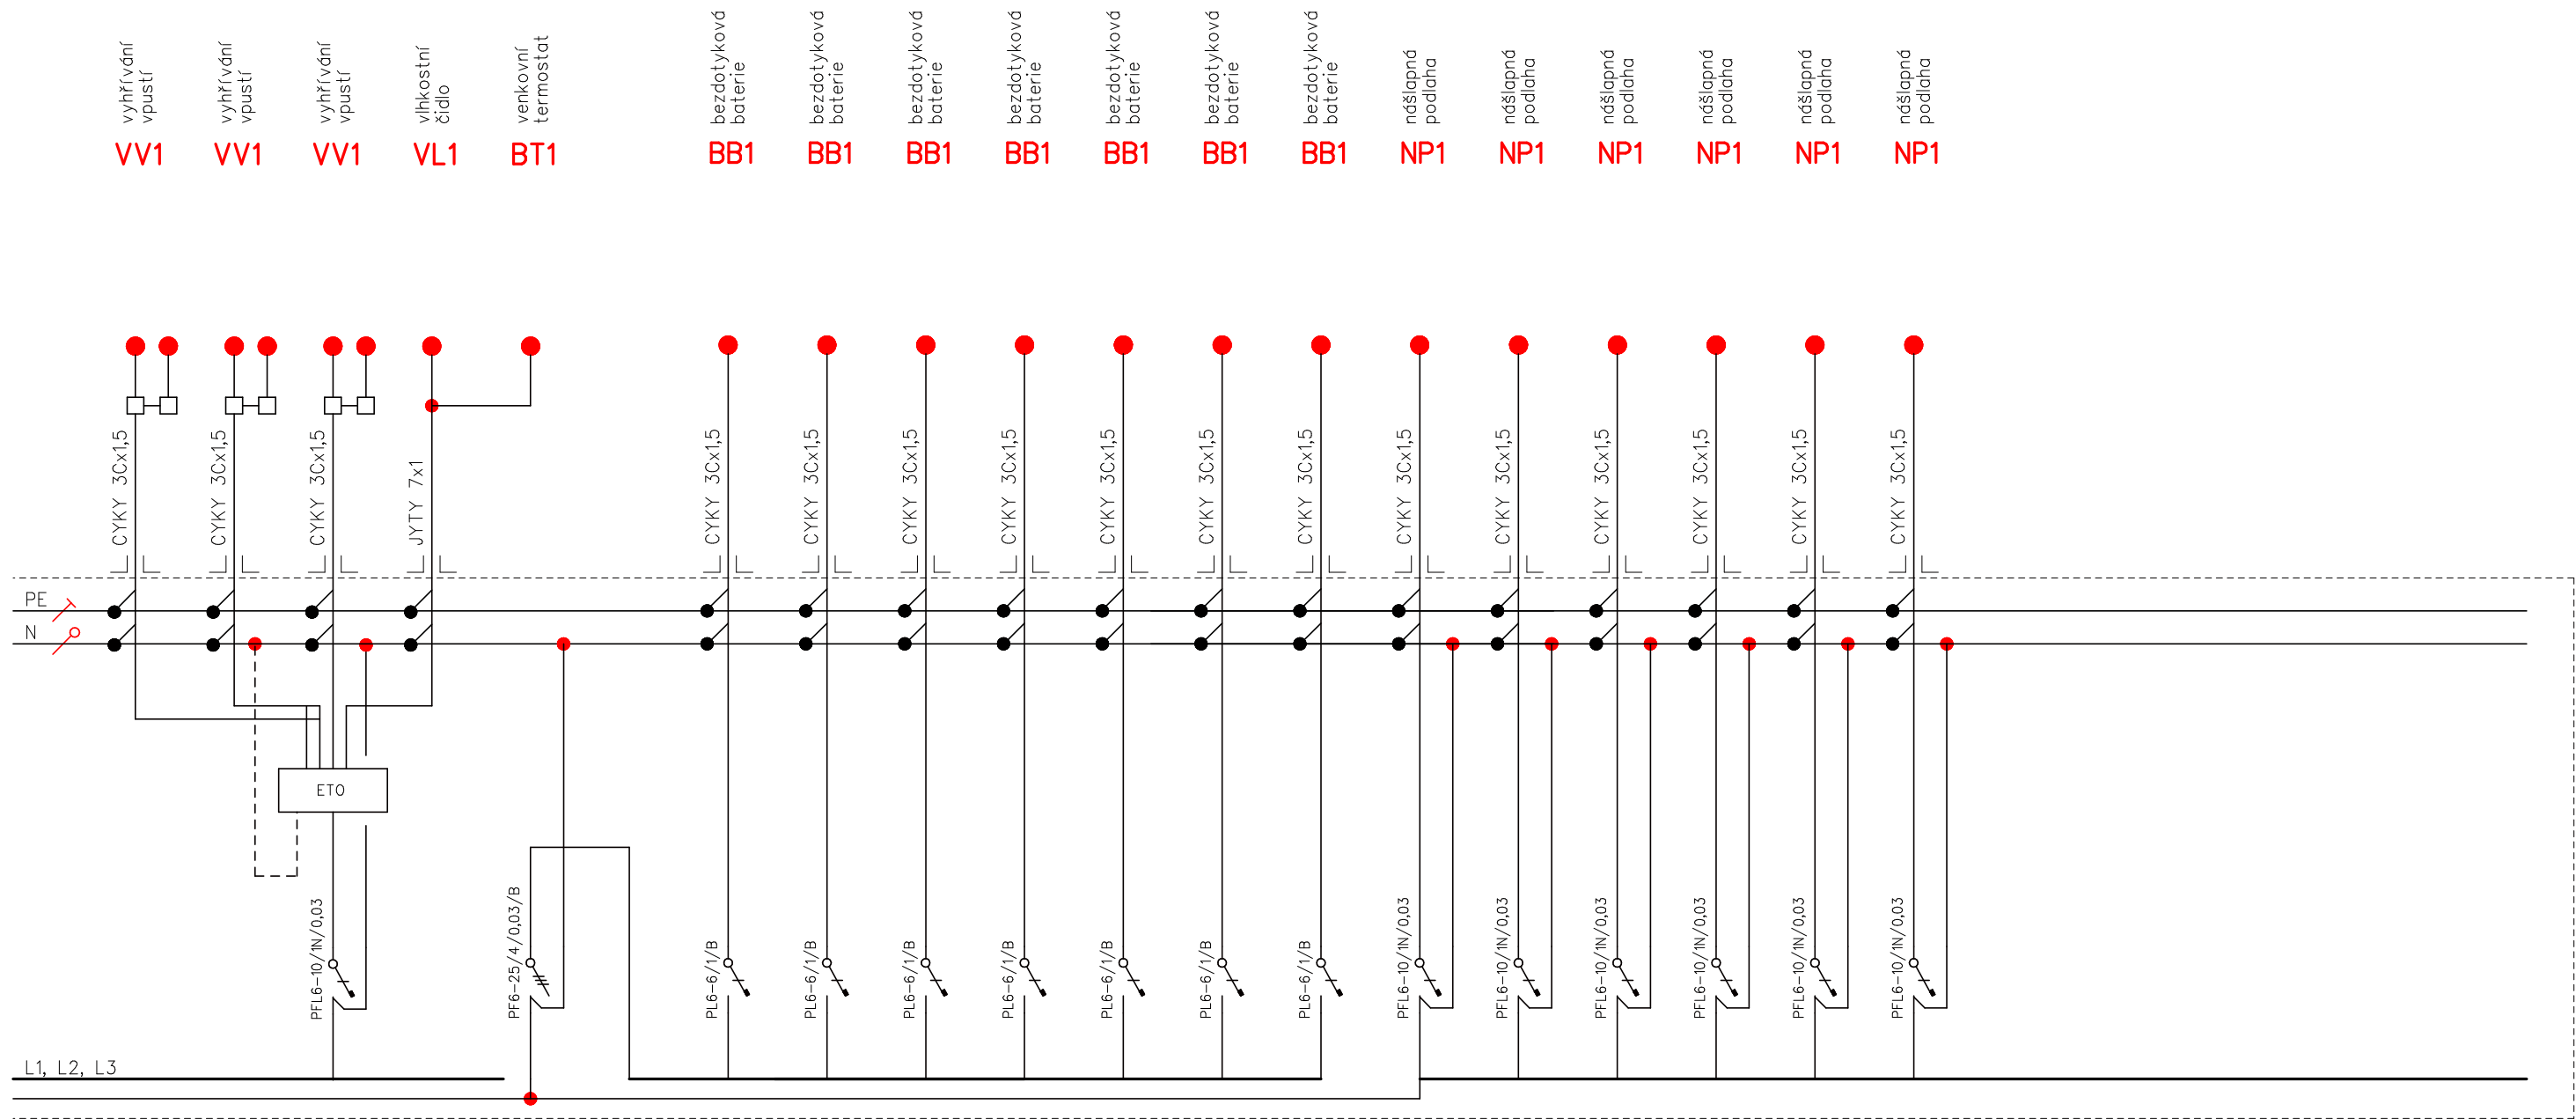 vyhřívání
vpustí
vyhřívání
vpustí
vyhřívání
vpustí
vlhkostní
čidlo
venkovní
termostat
bezdotyková
baterie
bezdotyková
baterie
bezdotyková
baterie
bezdotyková
baterie
bezdotyková
baterie
bezdotyková
baterie
bezdotyková
baterie
nášlapná
podlaha
nášlapná
podlaha
nášlapná
podlaha
nášlapná
podlaha
nášlapná
podlaha
nášlapná
podlaha
VV1 VV1 VV1 VL1 BT1 BB1 BB1 BB1 BB1 BB1 BB1 BB1 NP1 NP1 NP1 NP1 NP1 NP1
CYKY 3Cx1,5
CYKY 3Cx1,5
CYKY 3Cx1,5
JYTY 7x1
CYKY 3Cx1,5
CYKY 3Cx1,5
CYKY 3Cx1,5
CYKY 3Cx1,5
CYKY 3Cx1,5
CYKY 3Cx1,5
CYKY 3Cx1,5
CYKY 3Cx1,5
CYKY 3Cx1,5
CYKY 3Cx1,5
CYKY 3Cx1,5
CYKY 3Cx1,5
CYKY 3Cx1,5
PE
N
ETO
PFL6-10/1N/0,03
PF6-25/4/0,03/B
PL6-6/1/B
PL6-6/1/B
PL6-6/1/B
PL6-6/1/B
PL6-6/1/B
PL6-6/1/B
PL6-6/1/B
PFL6-10/1N/0,03
PFL6-10/1N/0,03
PFL6-10/1N/0,03
PFL6-10/1N/0,03
PFL6-10/1N/0,03
PFL6-10/1N/0,03
L1, L2, L3